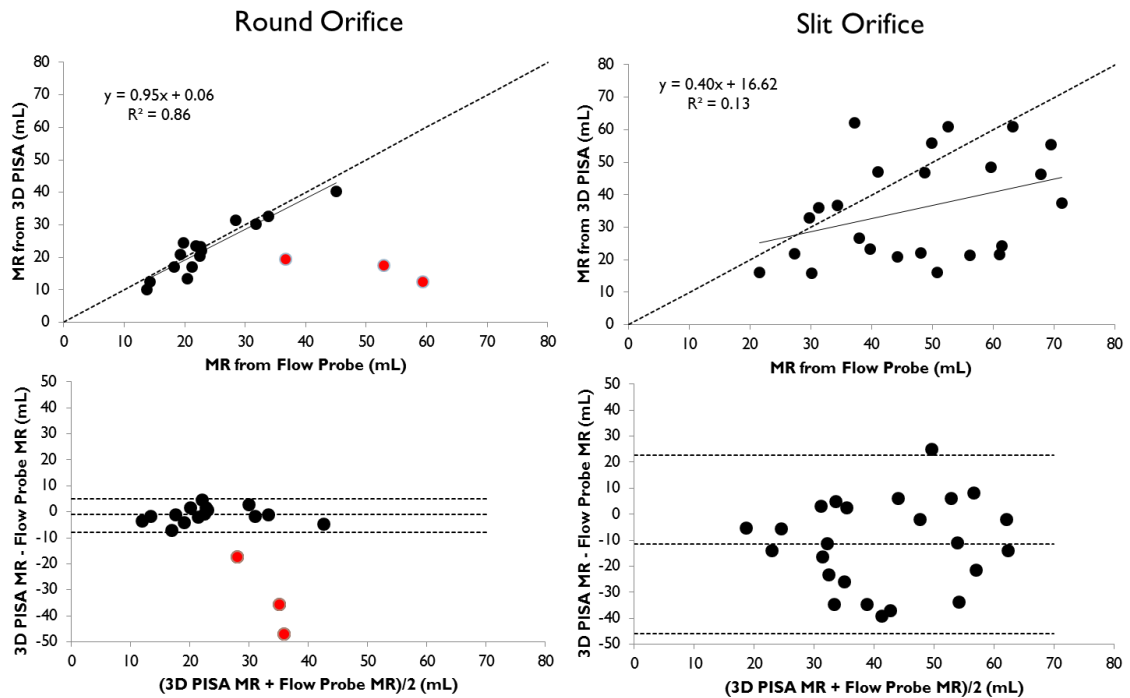 Round Orifice
80
70
60
50
40
30
20
10
0
MR from 3D PISA (mL)
y = 0.95x + 0.06
R² = 0.86
0 10 20 30 40 50 60 70 80
MR from Flow Probe (mL)
Slit Orifice
80
70
60
50
40
30
20
10
0
MR from 3D PISA (mL)
y = 0.40x + 16.62
R² = 0.13
0 10 20 30 40 50 60 70 80
MR from Flow Probe (mL)
50
40
30
20
10
0
-10
-20
-30
-40
-50
3D PISA MR - Flow Probe MR (mL)
0 10 20 30 40 50 60 70 80
(3D PISA MR + Flow Probe MR)/2 (mL)
50
40
30
20
10
0
-10
-20
-30
-40
-50
3D PISA MR - Flow Probe MR (mL)
0 10 20 30 40 50 60 70 80
(3D PISA MR + Flow Probe MR)/2 (mL)